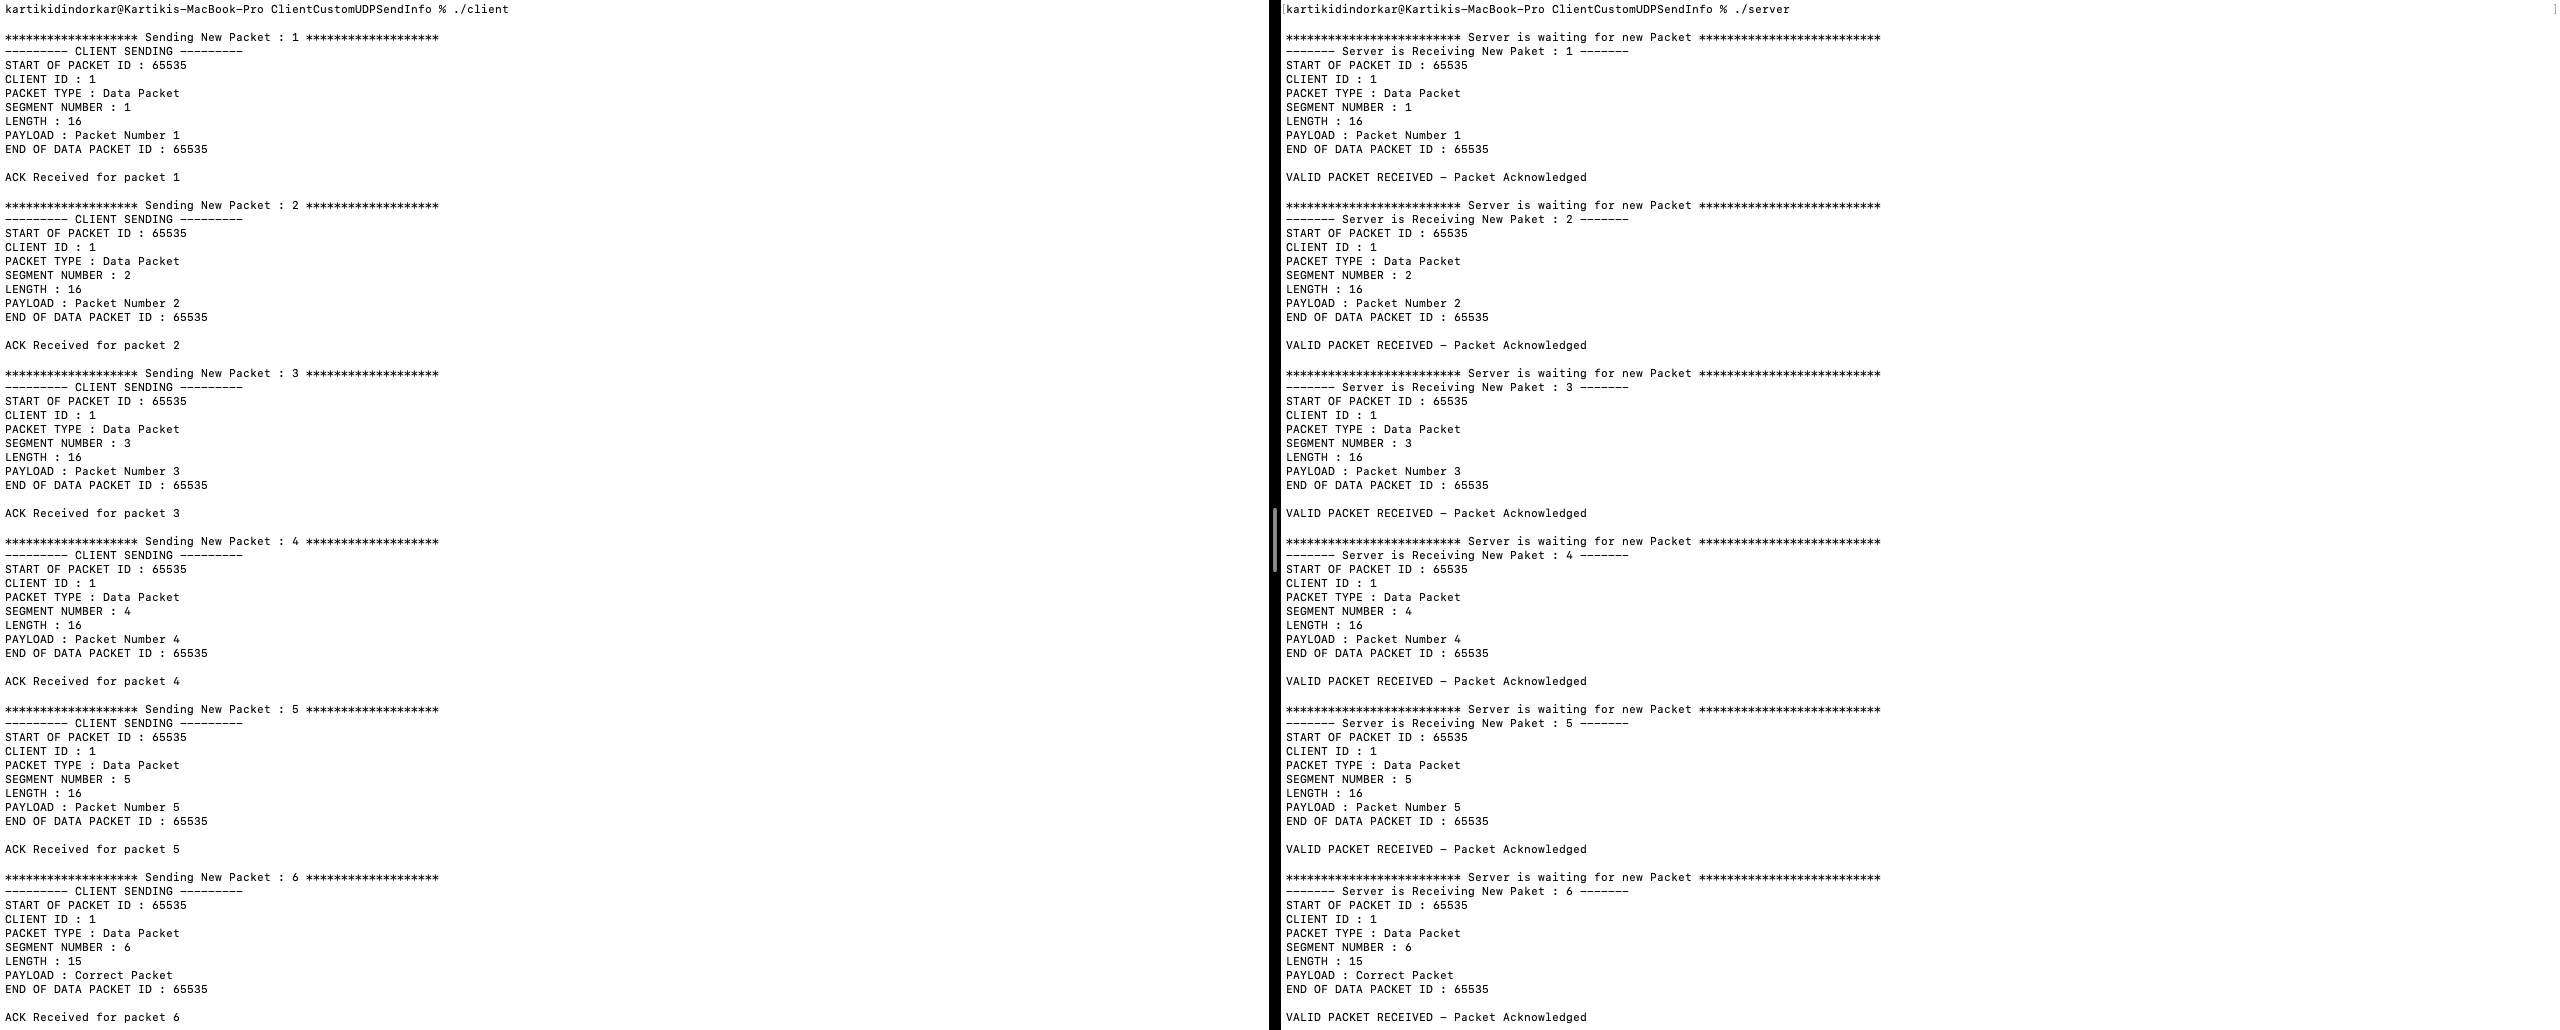 kartikidindorkar@Kartikis-MacBook-Pro ClientCustomUDPSendInfo % ./client

******************* Sending New Packet : 1 *******************
--------- CLIENT SENDING ---------
START OF PACKET ID : 65535
CLIENT ID : 1
PACKET TYPE : Data Packet
SEGMENT NUMBER : 1
LENGTH : 16
PAYLOAD : Packet Number 1
END OF DATA PACKET ID : 65535

ACK Received for packet 1

******************* Sending New Packet : 2 *******************
--------- CLIENT SENDING ---------
START OF PACKET ID : 65535
CLIENT ID : 1
PACKET TYPE : Data Packet
SEGMENT NUMBER : 2
LENGTH : 16
PAYLOAD : Packet Number 2
END OF DATA PACKET ID : 65535

ACK Received for packet 2

******************* Sending New Packet : 3 *******************
--------- CLIENT SENDING ---------
START OF PACKET ID : 65535
CLIENT ID : 1
PACKET TYPE : Data Packet
SEGMENT NUMBER : 3
LENGTH : 16
PAYLOAD : Packet Number 3
END OF DATA PACKET ID : 65535

ACK Received for packet 3

******************* Sending New Packet : 4 *******************
--------- CLIENT SENDING ---------
START OF PACKET ID : 65535
CLIENT ID : 1
PACKET TYPE : Data Packet
SEGMENT NUMBER : 4
LENGTH : 16
PAYLOAD : Packet Number 4
END OF DATA PACKET ID : 65535

ACK Received for packet 4

******************* Sending New Packet : 5 *******************
--------- CLIENT SENDING ---------
START OF PACKET ID : 65535
CLIENT ID : 1
PACKET TYPE : Data Packet
SEGMENT NUMBER : 5
LENGTH : 16
PAYLOAD : Packet Number 5
END OF DATA PACKET ID : 65535

ACK Received for packet 5

******************* Sending New Packet : 6 *******************
--------- CLIENT SENDING ---------
START OF PACKET ID : 65535
CLIENT ID : 1
PACKET TYPE : Data Packet
SEGMENT NUMBER : 6
LENGTH : 15
PAYLOAD : Correct Packet
END OF DATA PACKET ID : 65535

ACK Received for packet 6

[kartikidindorkar@Kartikis-MacBook-Pro ClientCustomUDPSendInfo % ./server ]

************************* Server is waiting for new Packet **************************
------- Server is Receiving New Paket : 1 -------
START OF PACKET ID : 65535
CLIENT ID : 1
PACKET TYPE : Data Packet
SEGMENT NUMBER : 1
LENGTH : 16
PAYLOAD : Packet Number 1
END OF DATA PACKET ID : 65535

VALID PACKET RECEIVED - Packet Acknowledged

************************* Server is waiting for new Packet **************************
------- Server is Receiving New Paket : 2 -------
START OF PACKET ID : 65535
CLIENT ID : 1
PACKET TYPE : Data Packet
SEGMENT NUMBER : 2
LENGTH : 16
PAYLOAD : Packet Number 2
END OF DATA PACKET ID : 65535

VALID PACKET RECEIVED - Packet Acknowledged

************************* Server is waiting for new Packet **************************
------- Server is Receiving New Paket : 3 -------
START OF PACKET ID : 65535
CLIENT ID : 1
PACKET TYPE : Data Packet
SEGMENT NUMBER : 3
LENGTH : 16
PAYLOAD : Packet Number 3
END OF DATA PACKET ID : 65535

VALID PACKET RECEIVED - Packet Acknowledged

************************* Server is waiting for new Packet **************************
------- Server is Receiving New Paket : 4 -------
START OF PACKET ID : 65535
CLIENT ID : 1
PACKET TYPE : Data Packet
SEGMENT NUMBER : 4
LENGTH : 16
PAYLOAD : Packet Number 4
END OF DATA PACKET ID : 65535

VALID PACKET RECEIVED - Packet Acknowledged

************************* Server is waiting for new Packet **************************
------- Server is Receiving New Paket : 5 -------
START OF PACKET ID : 65535
CLIENT ID : 1
PACKET TYPE : Data Packet
SEGMENT NUMBER : 5
LENGTH : 16
PAYLOAD : Packet Number 5
END OF DATA PACKET ID : 65535

VALID PACKET RECEIVED - Packet Acknowledged

************************* Server is waiting for new Packet **************************
------- Server is Receiving New Paket : 6 -------
START OF PACKET ID : 65535
CLIENT ID : 1
PACKET TYPE : Data Packet
SEGMENT NUMBER : 6
LENGTH : 15
PAYLOAD : Correct Packet
END OF DATA PACKET ID : 65535

VALID PACKET RECEIVED - Packet Acknowledged